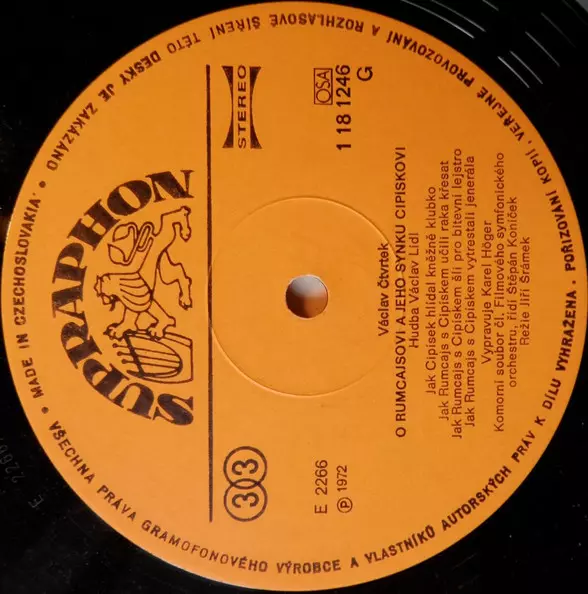 SUPRAPHON
33
STEREO
E 2266
Ⓟ 1972
OSA
1 18 1246
G
Václav Čtvrtek
O RUMCAJSOVI A JEHO SYNKU CIPÍSKOVI
Hudba Václav Lídl
Jak Cipísek hlídal kněžně klubko
Jak Rumcajs s Cipískem učili raka křesat
Jak Rumcajs s Cipískem šli pro bitevní lejstro
Jak Rumcajs s Cipískem vytrestali jenerála
Vypravuje Karel Höger
Komorní soubor čl. Filmového symfonického
orchestru, řídí Štěpán Koníček
Režie Jiří Šrámek
• MADE IN CZECHOSLOVAKIA • VŠECHNA PRÁVA GRAMOFONOVÉHO VÝROBCE A VLASTNÍKŮ AUTORSKÝCH PRÁV K DÍLU VYHRAŽENA. POŘIZOVÁNÍ KOPIÍ, VEŘEJNÉ PROVOZOVÁNÍ A ROZHLASOVÉ ŠÍŘENÍ TÉTO DESKY JE ZAKÁZÁNO